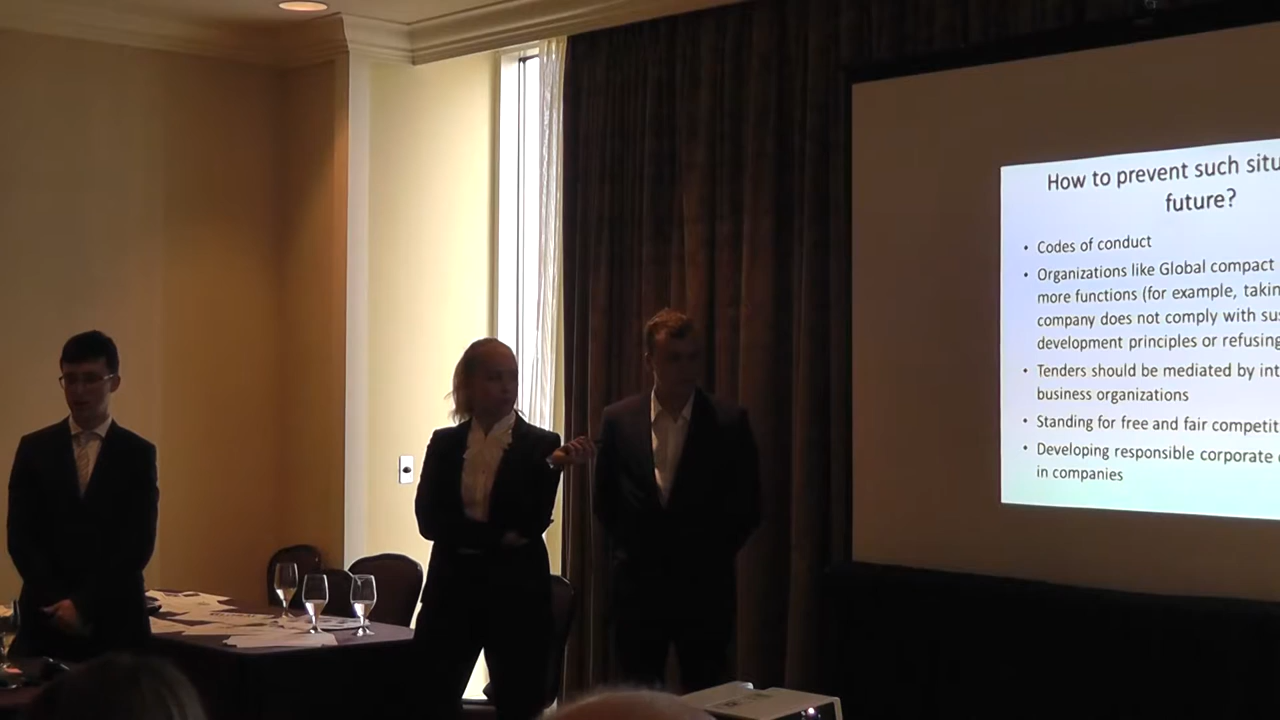 How to prevent such situ
future?
• Codes of conduct
• Organizations like Global compact
more functions (for example, takin
company does not comply with sus
development principles or refusing
• Tenders should be mediated by int
business organizations
• Standing for free and fair competit
• Developing responsible corporate
in companies